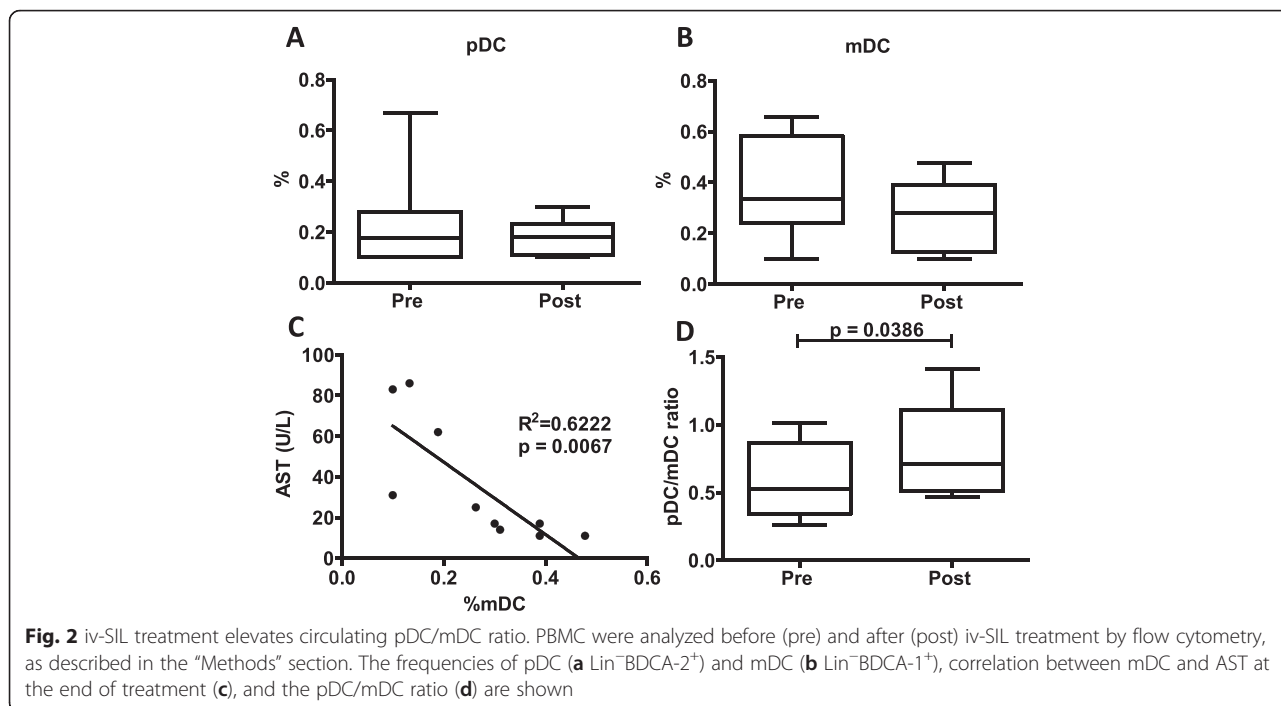 A
pDC
0.8
0.6
0.4
0.2
0.0
%
Pre
Post
B
mDC
0.8
0.6
0.4
0.2
0.0
%
Pre
Post
C
100
80
60
40
20
0
AST (U/L)
R²=0.6222
p = 0.0067
0.0
0.2
0.4
0.6
%mDC
D
p = 0.0386
1.5
1.0
0.5
0.0
pDC/mDC ratio
Pre
Post
Fig. 2 iv-SIL treatment elevates circulating pDC/mDC ratio. PBMC were analyzed before (pre) and after (post) iv-SIL treatment by flow cytometry,
as described in the “Methods” section. The frequencies of pDC (a Lin⁻BDCA-2⁺) and mDC (b Lin⁻BDCA-1⁺), correlation between mDC and AST at
the end of treatment (c), and the pDC/mDC ratio (d) are shown